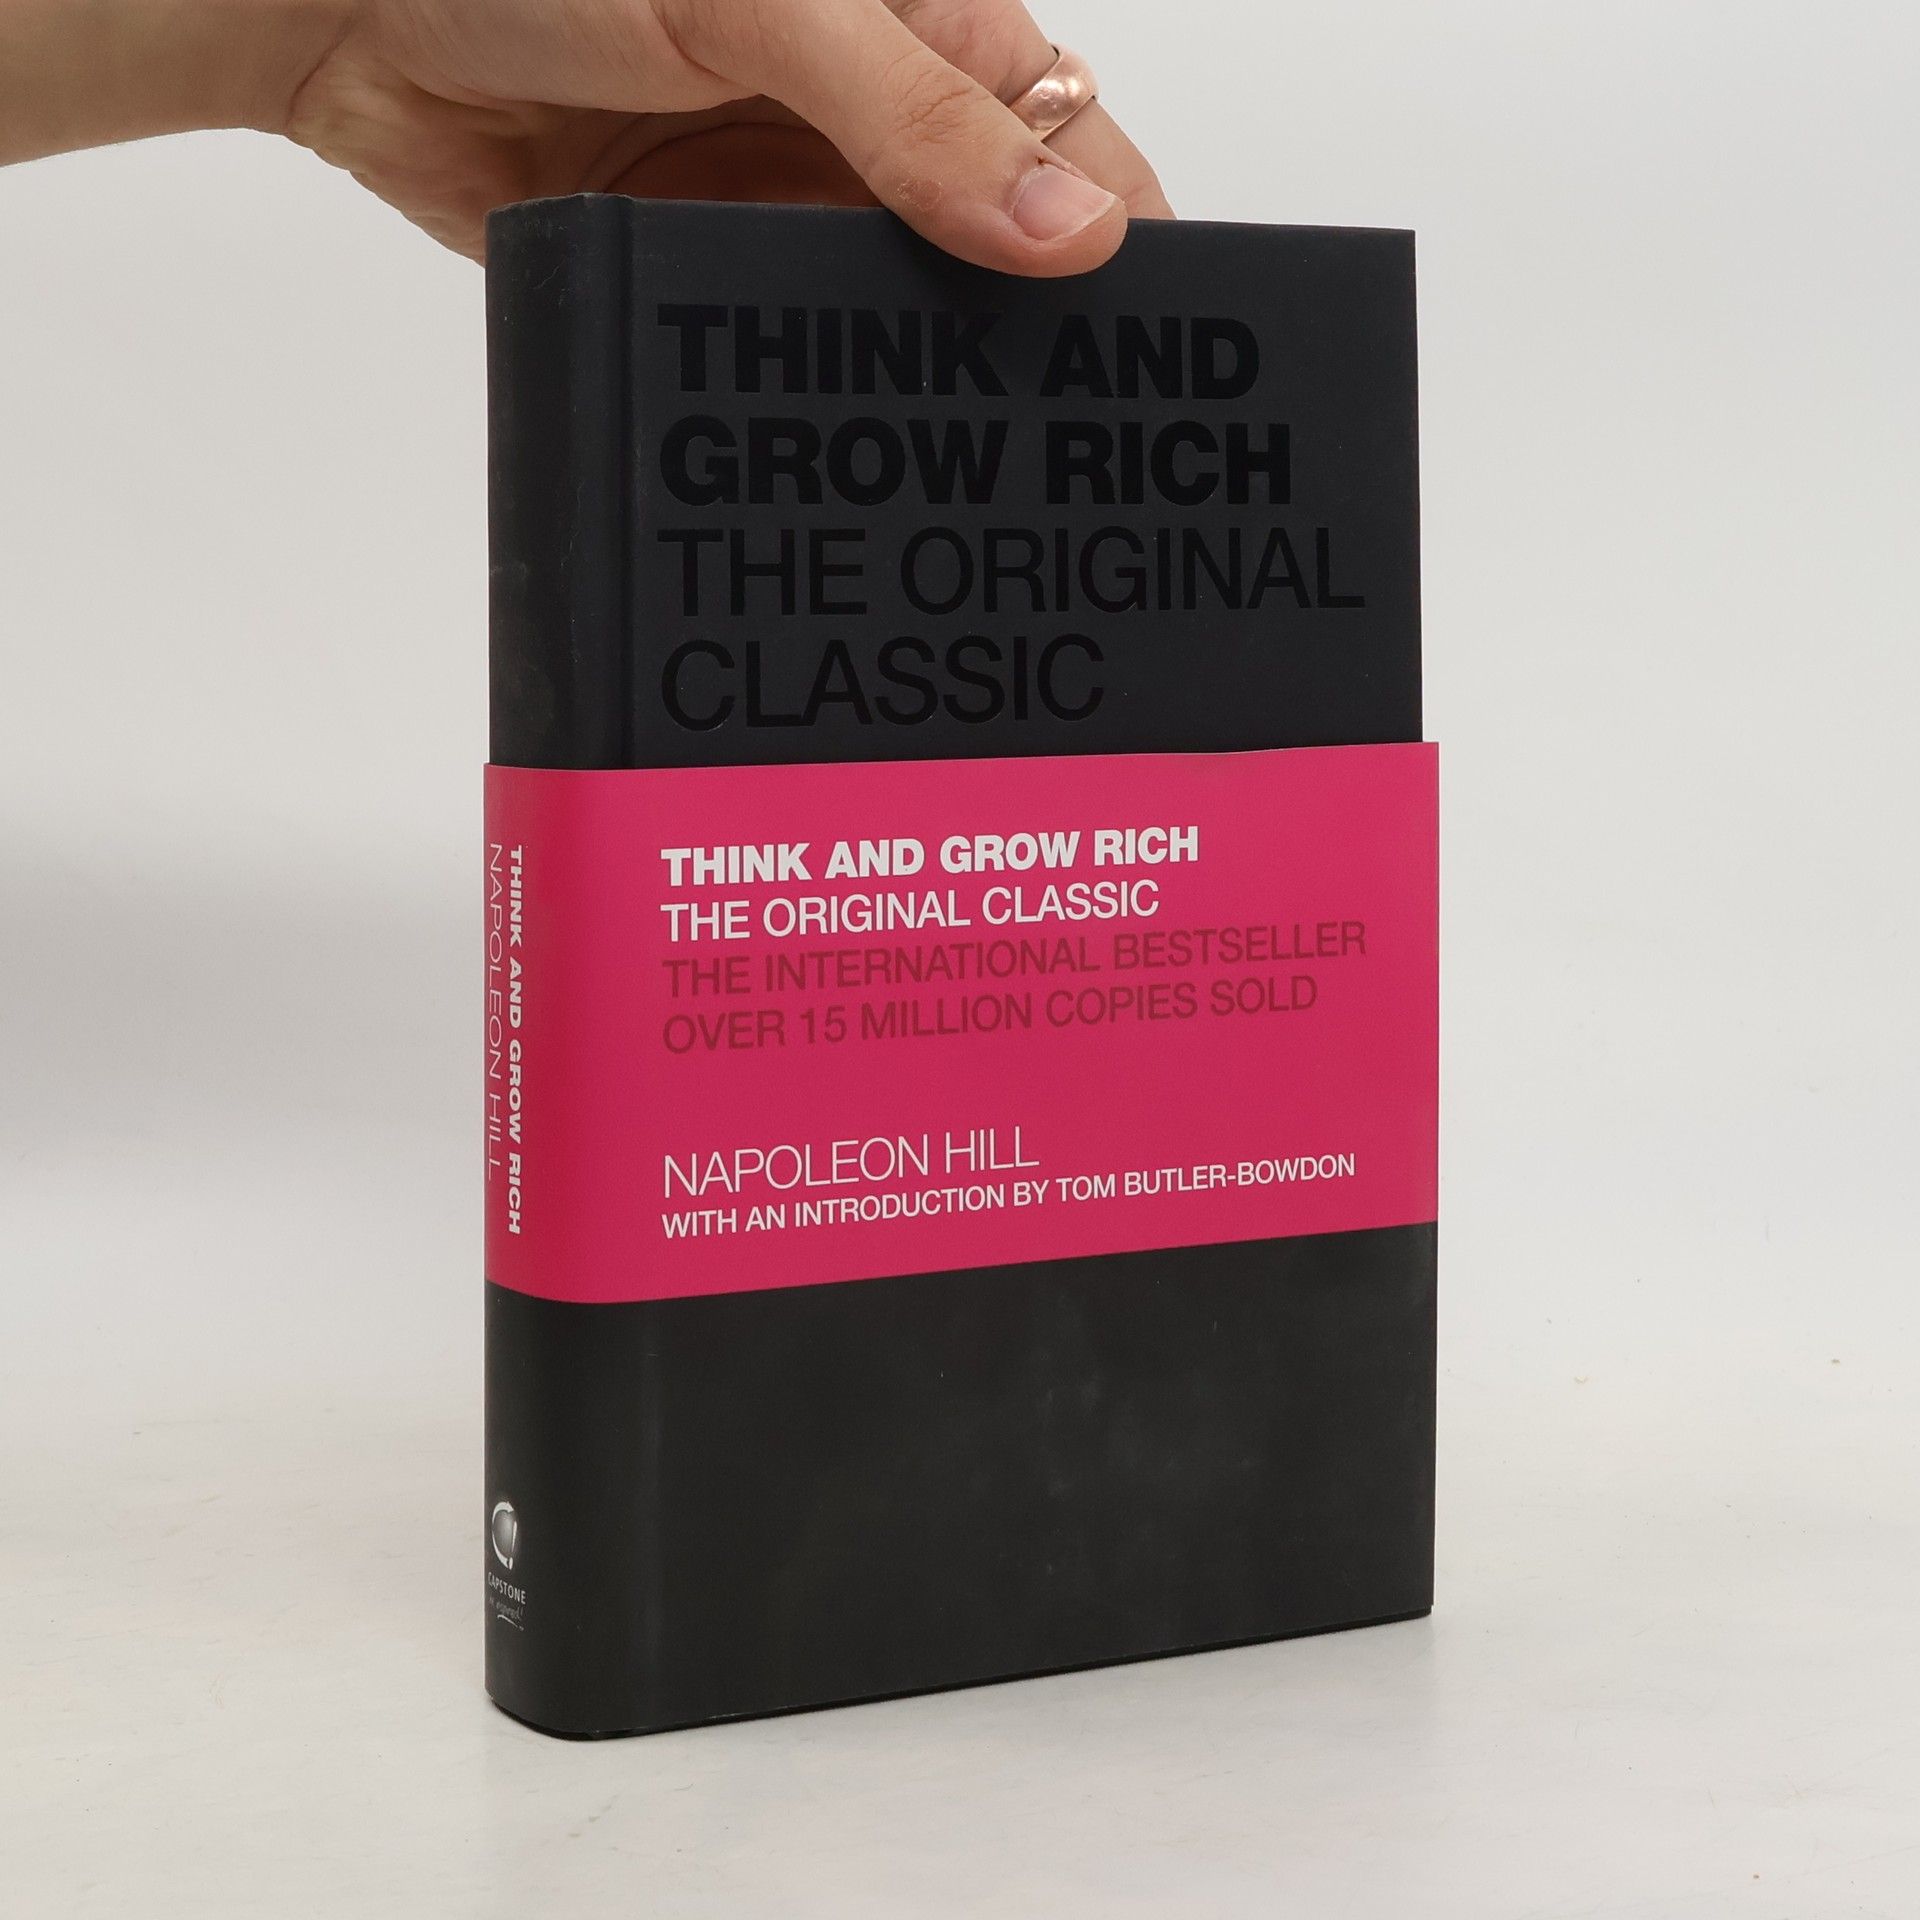 THINK AND
GROW RICH
THE ORIGINAL
CLASSIC
THINK AND GROW RICH
THE ORIGINAL CLASSIC
THE INTERNATIONAL BESTSELLER
OVER 15 MILLION COPIES SOLD
NAPOLEON HILL
WITH AN INTRODUCTION BY TOM BUTLER-BOWDON
THINK AND GROW RICH
NAPOLEON HILL
CAPSTONE